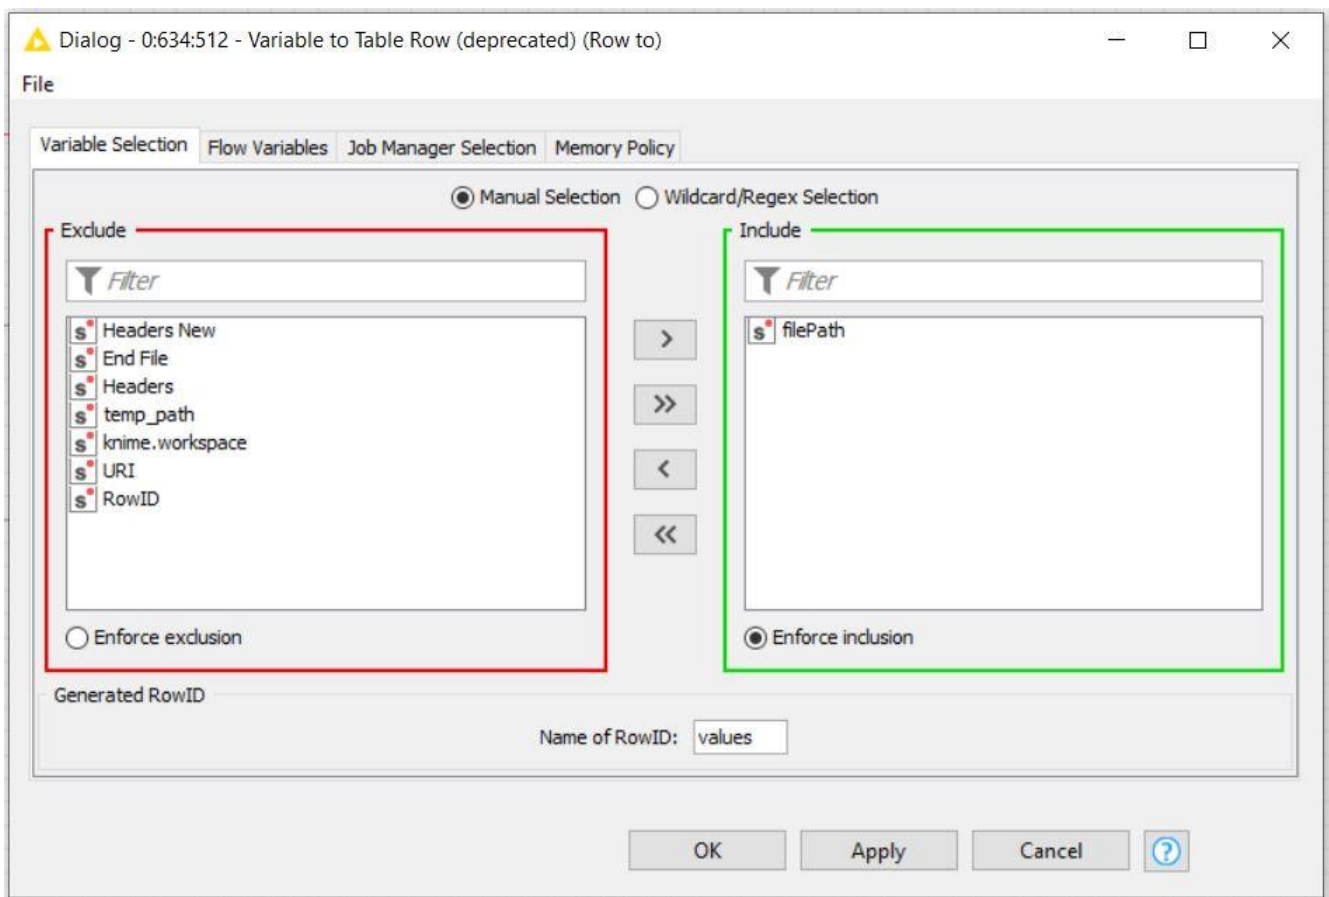 Dialog - 0:634:512 - Variable to Table Row (deprecated) (Row to)
File
Variable Selection Flow Variables Job Manager Selection Memory Policy
Manual Selection Wildcard/Regex Selection
Exclude
Filter
s Headers New
s End File
s Headers
s temp_path
s knime.workspace
s URI
s RowID
Enforce exclusion
>
>>
<
<<
Include
Filter
s filePath
Enforce inclusion
Generated RowID
Name of RowID: values
OK Apply Cancel ?